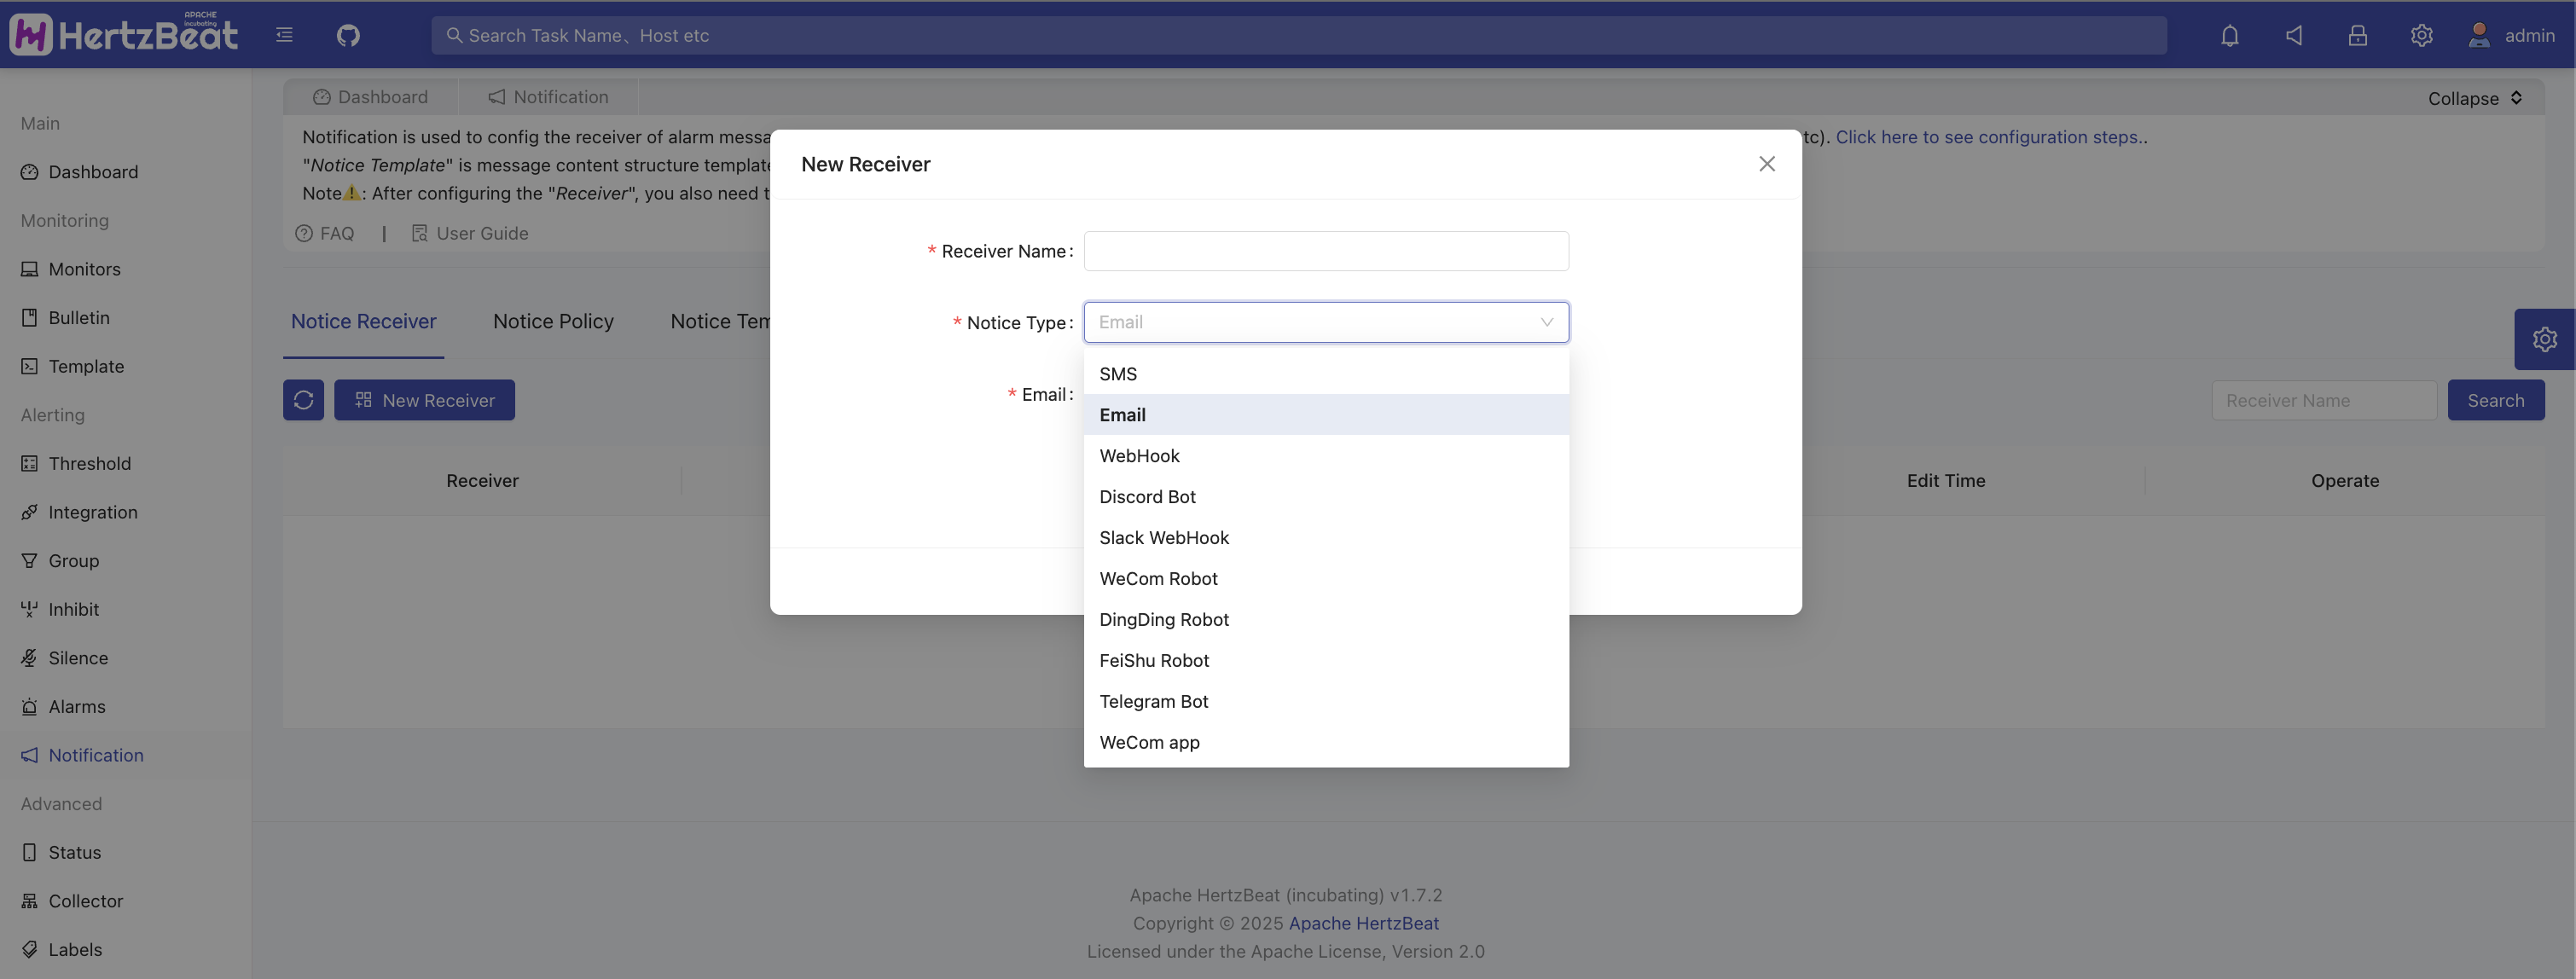 APACHE
incubating
HertzBeat
Search Task Name、Host etc
admin
Main
Dashboard
Monitoring
Monitors
Bulletin
Template
Alerting
Threshold
Integration
Group
Inhibit
Silence
Alarms
Notification
Advanced
Status
Collector
Labels
Dashboard
Notification
Collapse
Notification is used to config the receiver of alarm messa
tc). Click here to see configuration steps..
"Notice Template" is message content structure template
Note⚠️: After configuring the "Receiver", you also need t
FAQ | User Guide
Notice Receiver
Notice Policy
Notice Tem
New Receiver
Receiver Name
Search
Receiver
Edit Time
Operate
New Receiver
* Receiver Name:
* Notice Type:
Email
* Email:
SMS
Email
WebHook
Discord Bot
Slack WebHook
WeCom Robot
DingDing Robot
FeiShu Robot
Telegram Bot
WeCom app
Apache HertzBeat (incubating) v1.7.2
Copyright © 2025 Apache HertzBeat
Licensed under the Apache License, Version 2.0